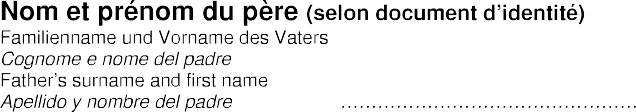 Nom et prénom du père (selon document d'identité)
Familienname und Vorname des Vaters
Cognome e nome del padre
Father's surname and first name
Apellido y nombre del padre ................................................